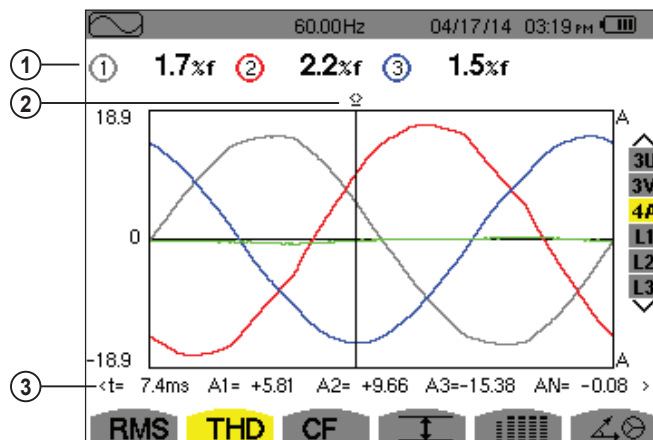 60.00Hz 04/17/14 03:19 PM
1 1 1.7%f 2 2.2%f 3 1.5%f
2
18.9 A
3U
3V
4A
0 L1
L2
L3
-18.9 A
3 <t= 7.4ms A1= +5.81 A2= +9.66 A3=-15.38 AN= -0.08 >
RMS THD CF